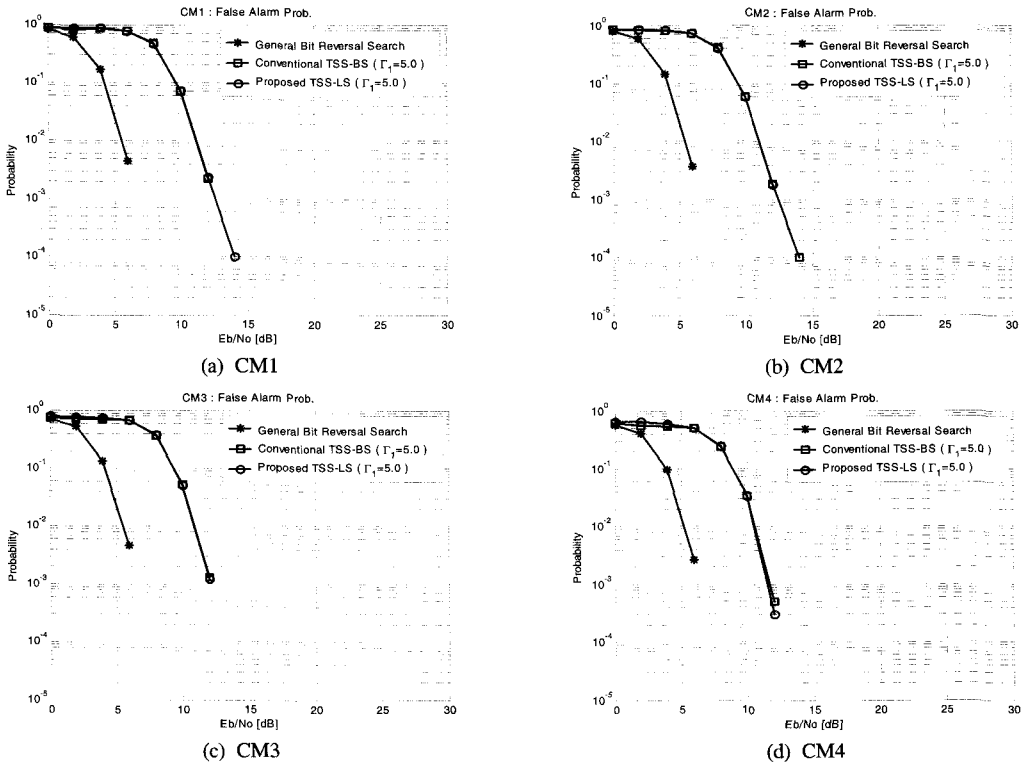 CM1 : False Alarm Prob.
General Bit Reversal Search
Conventional TSS-BS ( Γ1=5.0 )
Proposed TSS-LS ( Γ1=5.0 )
Probability
10^0
10^-1
10^-2
10^-3
10^-4
10^-5
0 5 10 15 20 25 30
Eb/No [dB]
(a) CM1
CM2 : False Alarm Prob.
General Bit Reversal Search
Conventional TSS-BS ( Γ1=5.0 )
Proposed TSS-LS ( Γ1=5.0 )
Probability
10^0
10^-1
10^-2
10^-3
10^-4
10^-5
0 5 10 15 20 25 30
Eb/No [dB]
(b) CM2
CM3 : False Alarm Prob.
General Bit Reversal Search
Conventional TSS-BS ( Γ1=5.0 )
Proposed TSS-LS ( Γ1=5.0 )
Probability
10^0
10^-1
10^-2
10^-3
10^-4
10^-5
0 5 10 15 20 25 30
Eb/No [dB]
(c) CM3
CM4 : False Alarm Prob.
General Bit Reversal Search
Conventional TSS-BS ( Γ1=5.0 )
Proposed TSS-LS ( Γ1=5.0 )
Probability
10^0
10^-1
10^-2
10^-3
10^-4
10^-5
0 5 10 15 20 25 30
Eb/No [dB]
(d) CM4